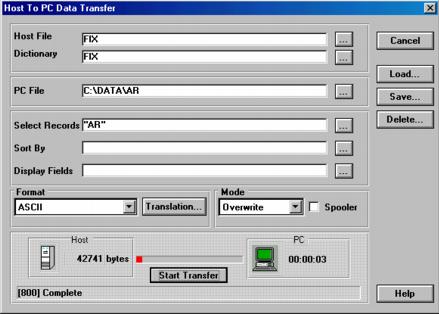 Host To PC Data Transfer
Host File FIX ...
Cancel
Dictionary FIX ...
Load...
PC File C:\DATA\AR ...
Save...
Select Records "AR" ...
Delete...
Sort By ...
Display Fields ...
Format
Mode
ASCII Translation... Overwrite Spooler
Host
PC
42741 bytes
00:00:03
Start Transfer
[800] Complete
Help